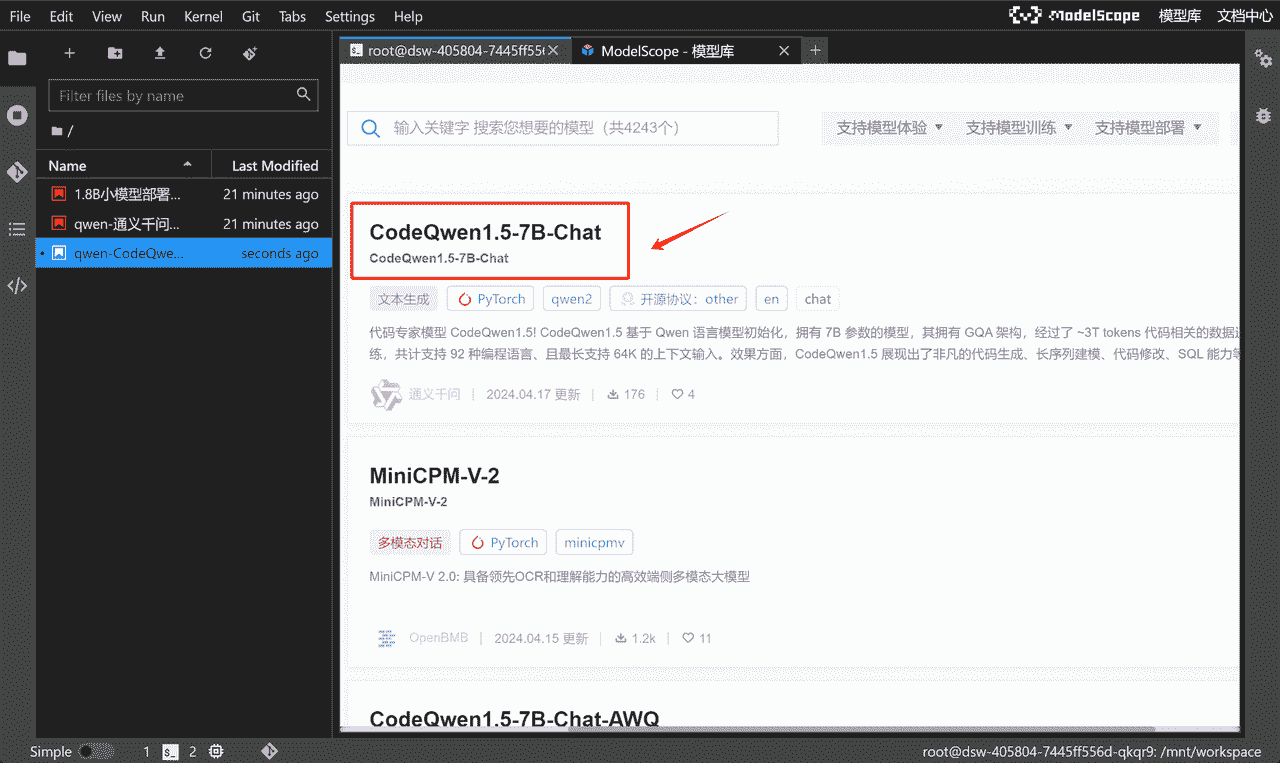 File Edit View Run Kernel Git Tabs Settings Help
ModelScope 模型库 文档中心
root@dsw-405804-7445ff556
ModelScope - 模型库
Filter files by name
/
Name Last Modified
1.8B小模型部署... 21 minutes ago
qwen-通义千问... 21 minutes ago
qwen-CodeQwe... seconds ago
输入关键字 搜索您想要的模型（共4243个）
支持模型体验 支持模型训练 支持模型部署
CodeQwen1.5-7B-Chat
CodeQwen1.5-7B-Chat
文本生成 PyTorch qwen2 开源协议：other en chat
代码专家模型 CodeQwen1.5! CodeQwen1.5 基于 Qwen 语言模型初始化，拥有 7B 参数的模型，其拥有 GQA 架构，经过了 ~3T tokens 代码相关的数据
练，共计支持 92 种编程语言、且最长支持 64K 的上下文输入。效果方面，CodeQwen1.5 展现出了非凡的代码生成、长序列建模、代码修改、SQL 能力等
通义千问 | 2024.04.17 更新 | 176 | 4
MiniCPM-V-2
MiniCPM-V-2
多模态对话 PyTorch minicpmv
MiniCPM-V 2.0: 具备领先OCR和理解能力的高效端侧多模态大模型
OpenBMB | 2024.04.15 更新 | 1.2k | 11
CodeQwen1.5-7B-Chat-AWQ
Simple 1 2
root@dsw-405804-7445ff556d-qkqr9: /mnt/workspace